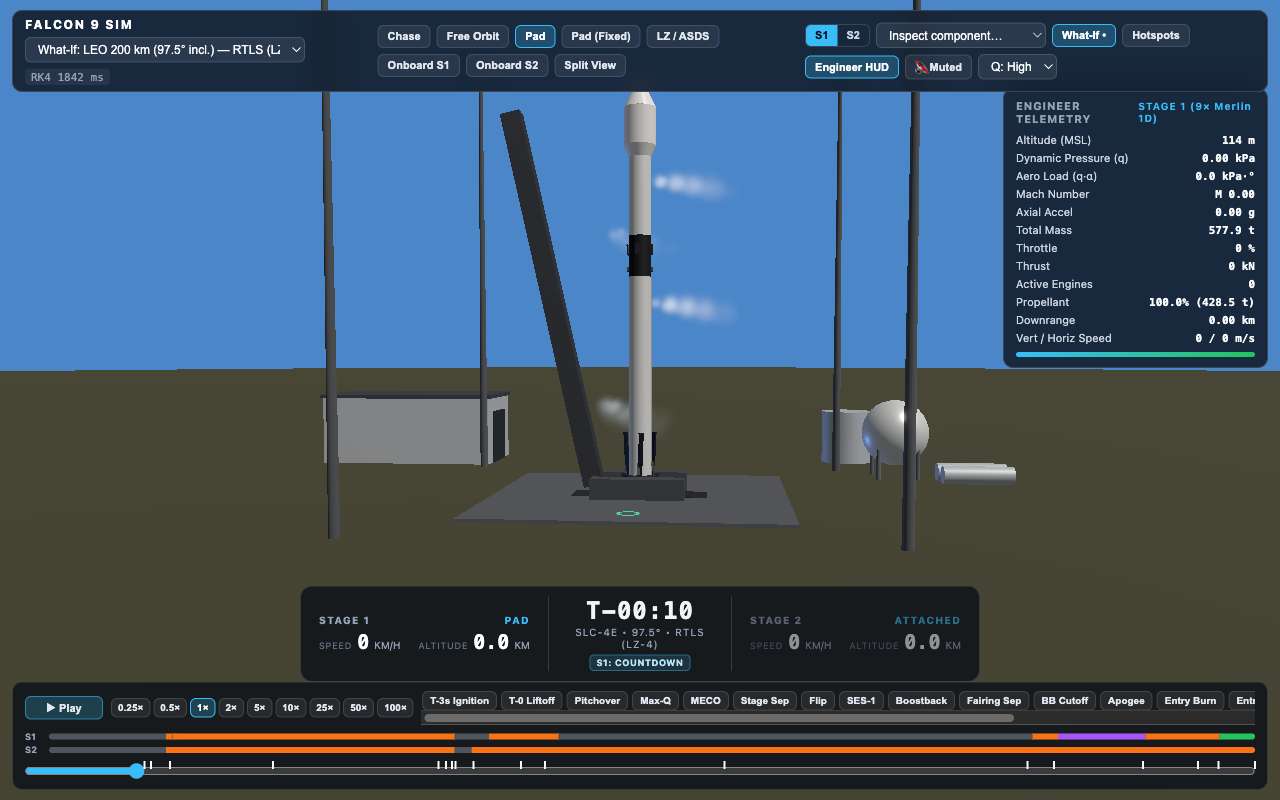 FALCON 9 SIM
What-If: LEO 200 km (97.5° incl.) — RTLS (LZ
RK4 1842 ms
Chase
Free Orbit
Pad
Pad (Fixed)
LZ / ASDS
Onboard S1
Onboard S2
Split View
S1
S2
Inspect component…
What-If •
Hotspots
Engineer HUD
Muted
Q: High
ENGINEER TELEMETRY
STAGE 1 (9× Merlin 1D)
Altitude (MSL) 114 m
Dynamic Pressure (q) 0.00 kPa
Aero Load (q·α) 0.0 kPa·°
Mach Number M 0.00
Axial Accel 0.00 g
Total Mass 577.9 t
Throttle 0 %
Thrust 0 kN
Active Engines 0
Propellant 100.0% (428.5 t)
Downrange 0.00 km
Vert / Horiz Speed 0 / 0 m/s
STAGE 1 PAD
SPEED 0 KM/H ALTITUDE 0.0 KM
T−00:10
SLC-4E • 97.5° • RTLS
(LZ-4)
S1: COUNTDOWN
STAGE 2 ATTACHED
SPEED 0 KM/H ALTITUDE 0.0 KM
Play
0.25×
0.5×
1×
2×
5×
10×
25×
50×
100×
T-3s Ignition
T-0 Liftoff
Pitchover
Max-Q
MECO
Stage Sep
Flip
SES-1
Boostback
Fairing Sep
BB Cutoff
Apogee
Entry Burn
Entr
S1
S2